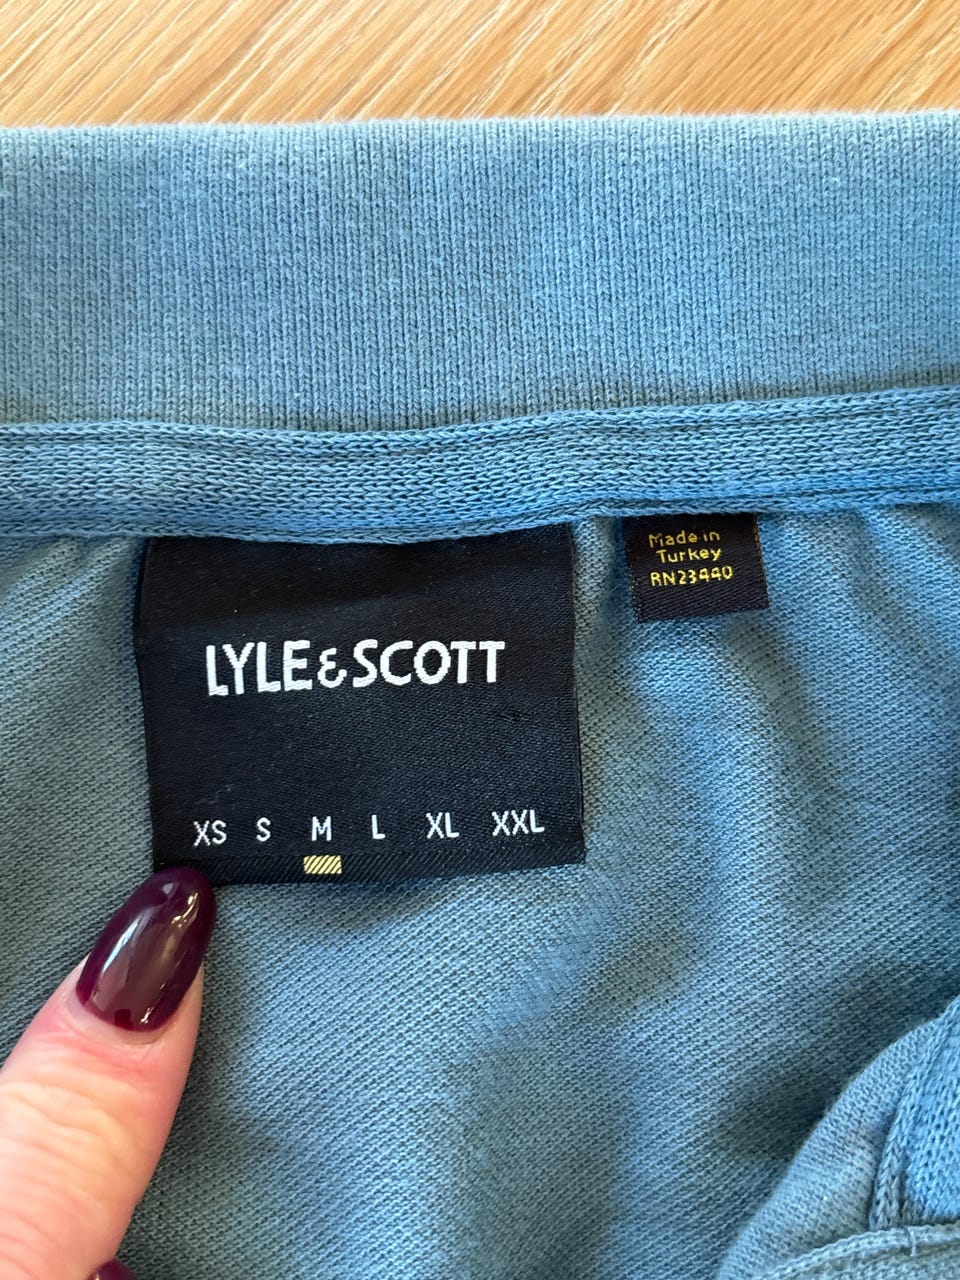 LYLE & SCOTT
XS S M L XL XXL
Made in
Turkey
RN23440